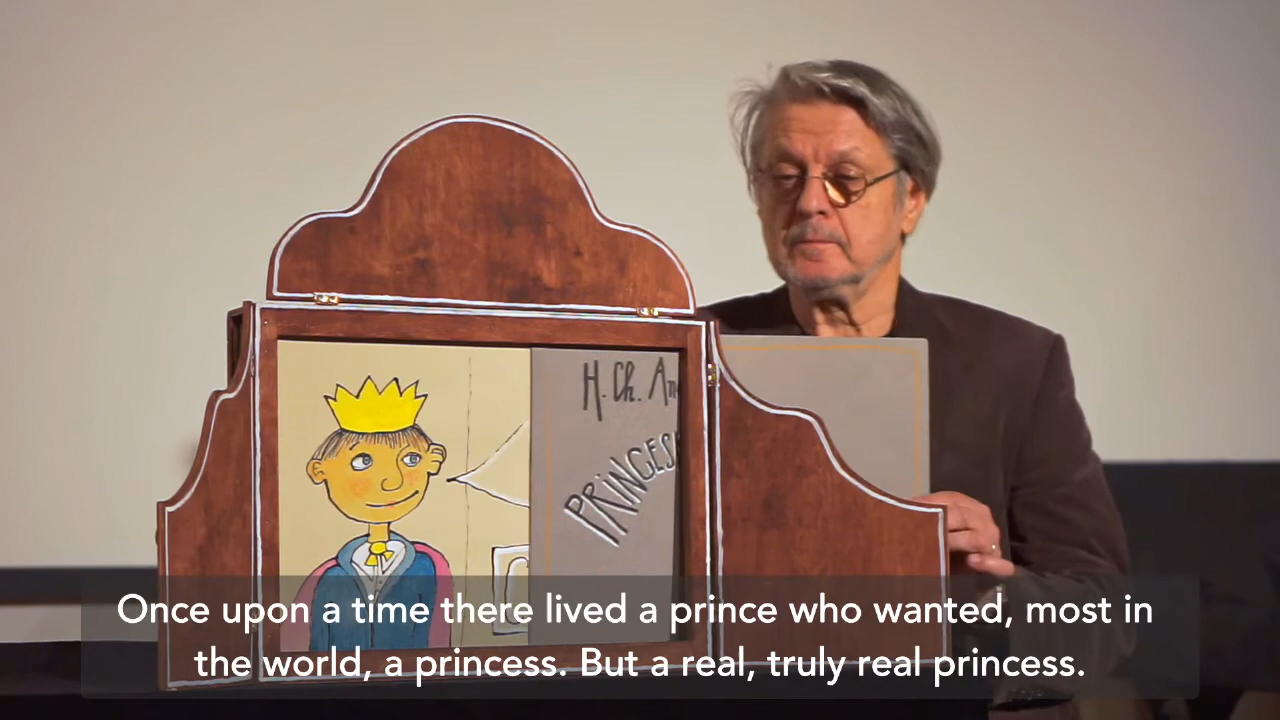 H. Ch. An
PRINCES
Once upon a time there lived a prince who wanted, most in
the world, a princess. But a real, truly real princess.